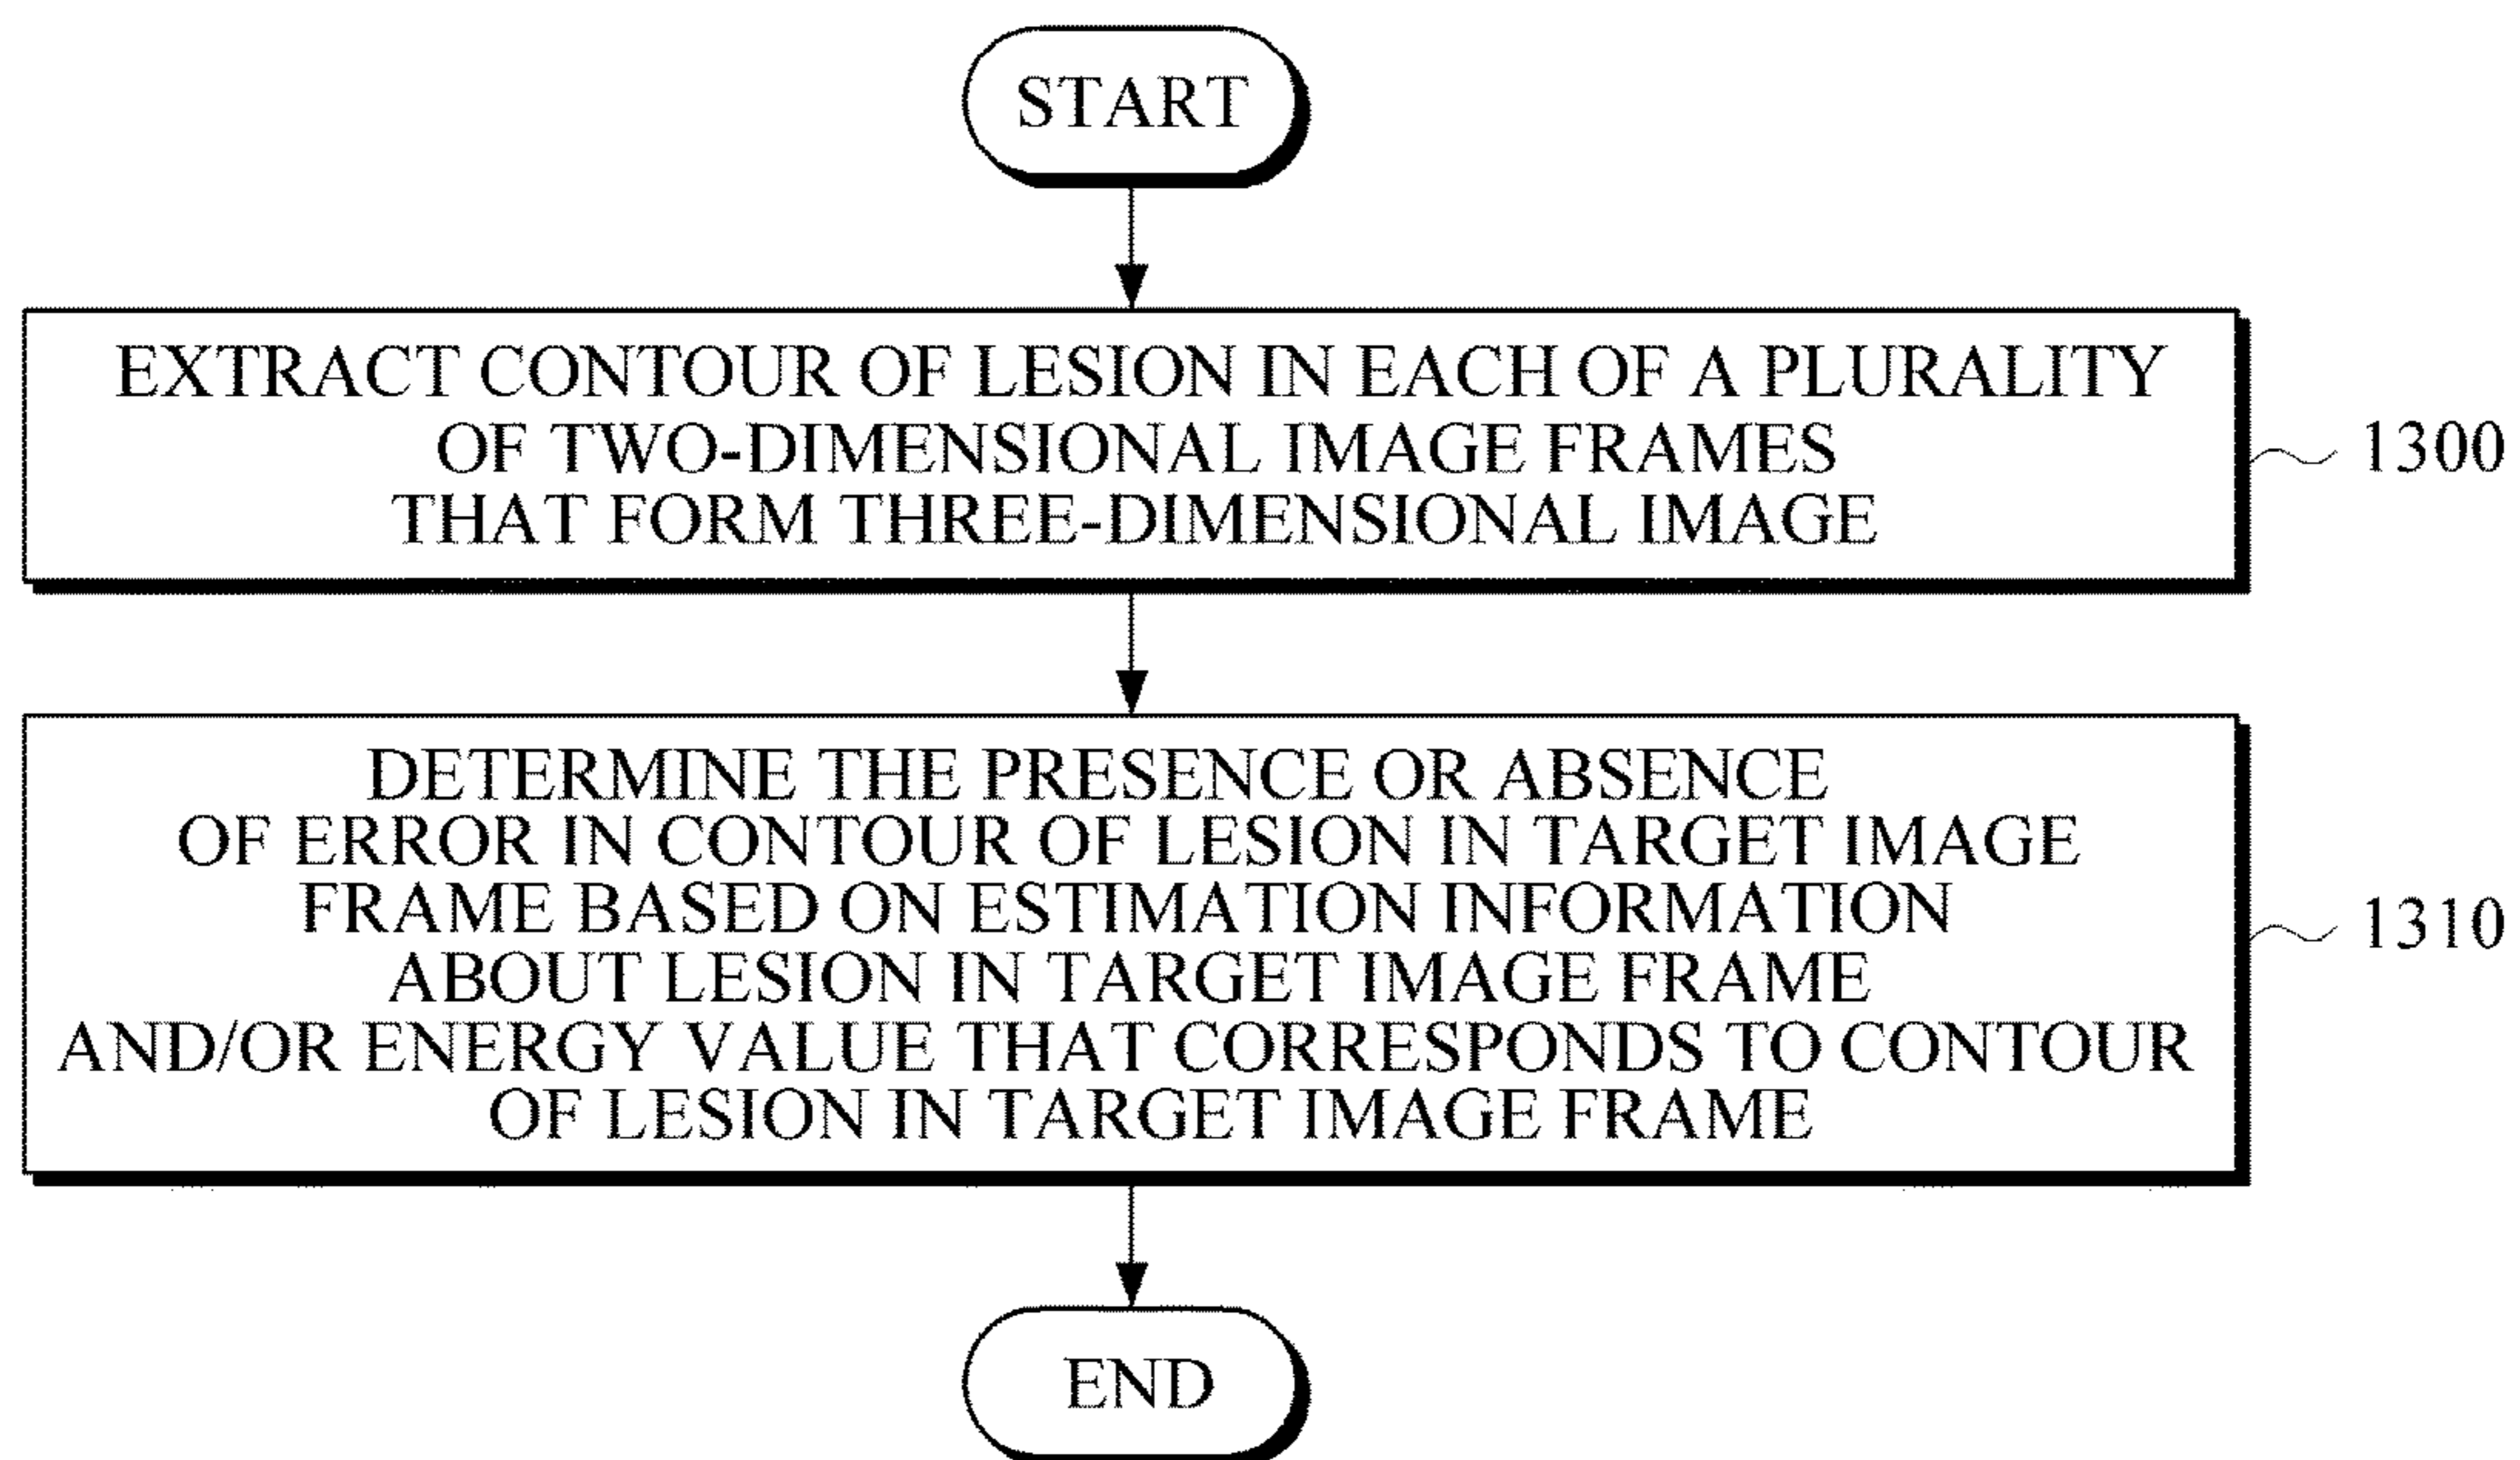 START
EXTRACT CONTOUR OF LESION IN EACH OF A PLURALITY
OF TWO-DIMENSIONAL IMAGE FRAMES
THAT FORM THREE-DIMENSIONAL IMAGE
1300
DETERMINE THE PRESENCE OR ABSENCE
OF ERROR IN CONTOUR OF LESION IN TARGET IMAGE
FRAME BASED ON ESTIMATION INFORMATION
ABOUT LESION IN TARGET IMAGE FRAME
AND/OR ENERGY VALUE THAT CORRESPONDS TO CONTOUR
OF LESION IN TARGET IMAGE FRAME
1310
END